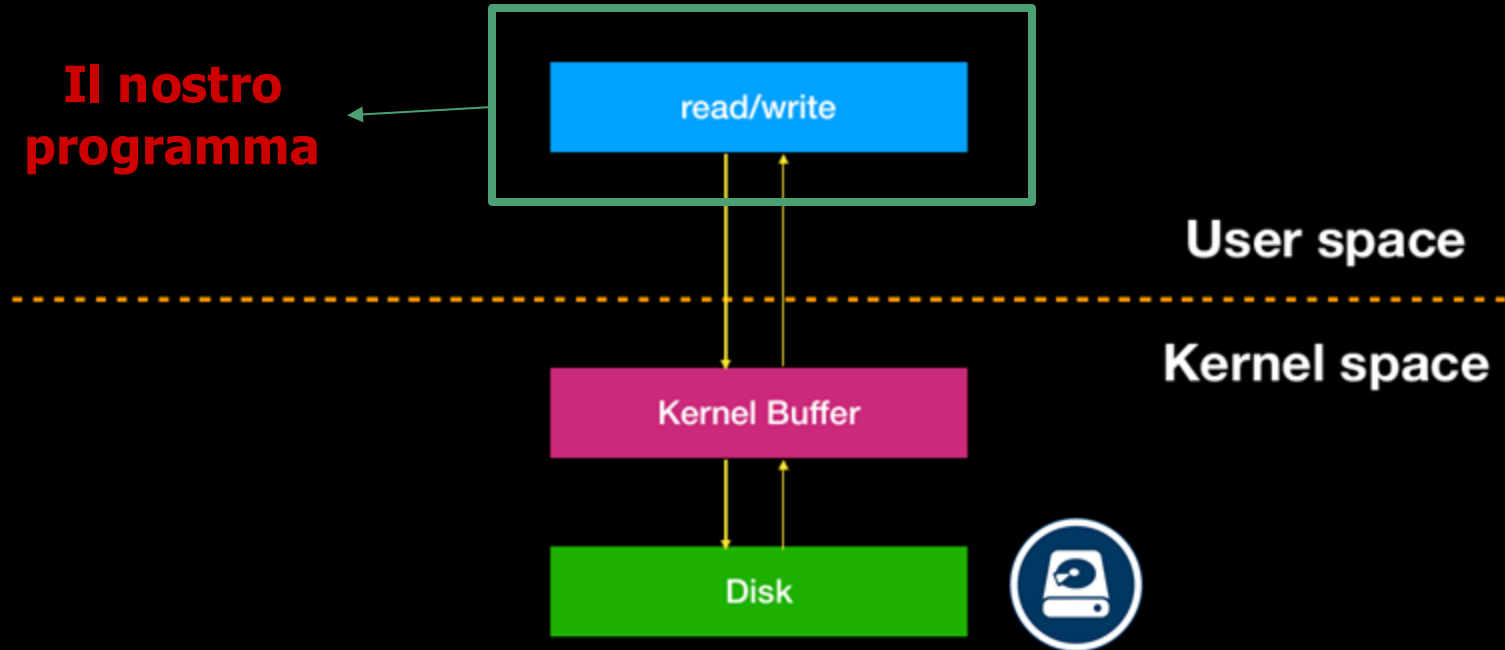 Il nostro
programma
read/write
User space
Kernel space
Kernel Buffer
Disk